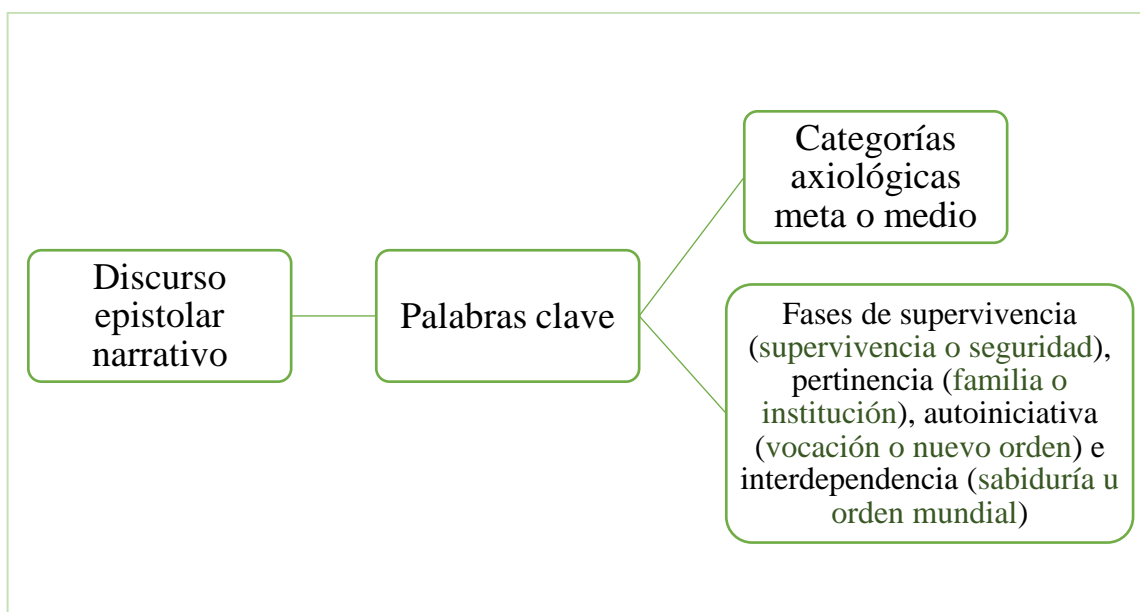 Discurso
epistolar
narrativo
Palabras clave
Categorías
axiológicas
meta o medio
Fases de supervivencia
(supervivencia o seguridad),
pertinencia (familia o
institución), autoiniciativa
(vocación o nuevo orden) e
interdependencia (sabiduría u
orden mundial)